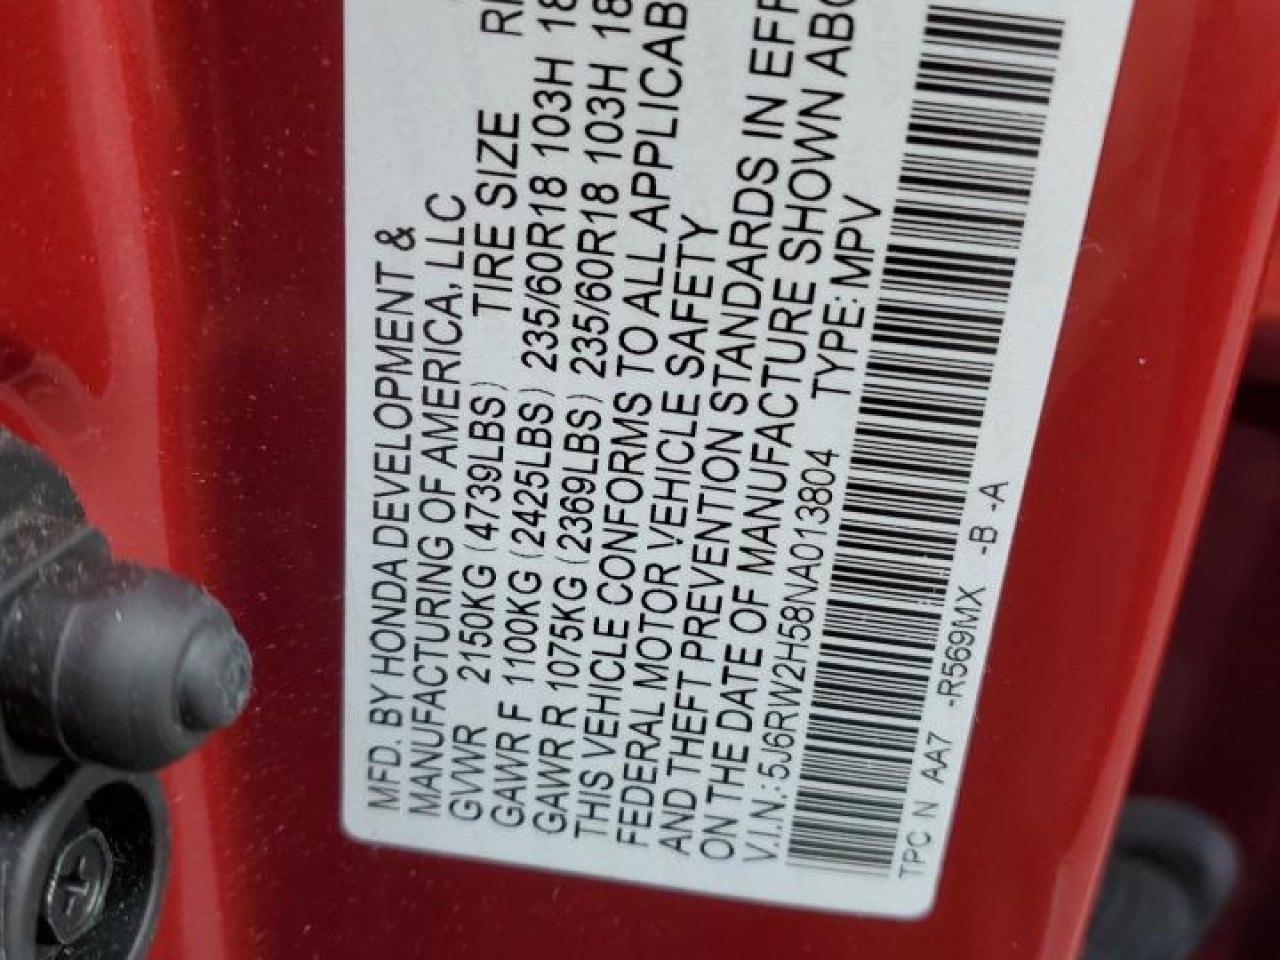 MFD. BY HONDA DEVELOPMENT &
MANUFACTURING OF AMERICA, LLC
GVWR 2150KG (4739LBS) TIRE SIZE
GAWR F 1100KG (2425LBS) 235/60R18 103H
GAWR R 1075KG (2369LBS) 235/60R18 103H
THIS VEHICLE CONFORMS TO ALL APPLICAB
FEDERAL MOTOR VEHICLE SAFETY
AND THEFT PREVENTION STANDARDS IN EFF
ON THE DATE OF MANUFACTURE SHOWN ABO
V.I.N.: 5J6RW2H58NA013804 TYPE: MPV
TPC N AA7 -R569MX -B -A